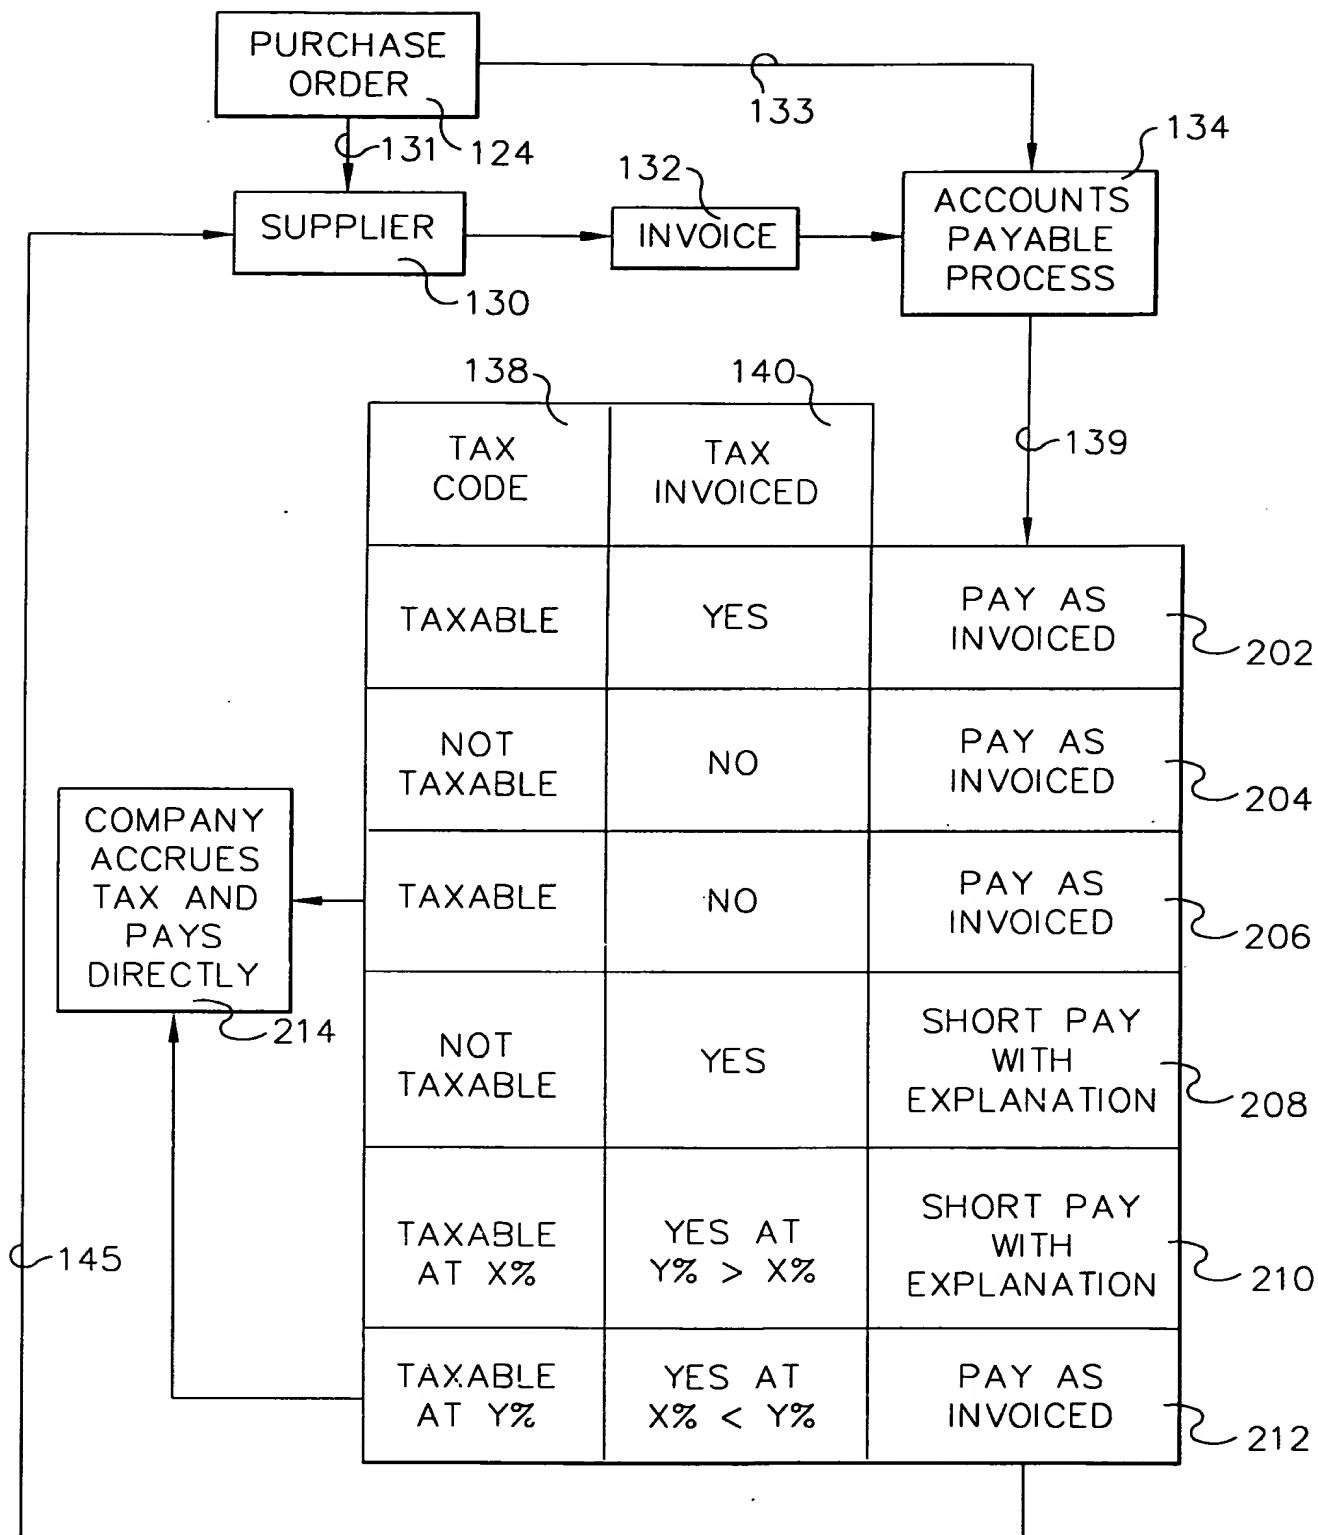 PURCHASE
ORDER
133
131
124
134
132
SUPPLIER
INVOICE
ACCOUNTS
PAYABLE
PROCESS
130
138
140
139
TAX
CODE
TAX
INVOICED
TAXABLE
YES
PAY AS
INVOICED
202
NOT
TAXABLE
NO
PAY AS
INVOICED
204
COMPANY
ACCRUES
TAX AND
PAYS
DIRECTLY
214
TAXABLE
NO
PAY AS
INVOICED
206
NOT
TAXABLE
YES
SHORT PAY
WITH
EXPLANATION
208
145
TAXABLE
AT X%
YES AT
Y% > X%
SHORT PAY
WITH
EXPLANATION
210
TAXABLE
AT Y%
YES AT
X% < Y%
PAY AS
INVOICED
212